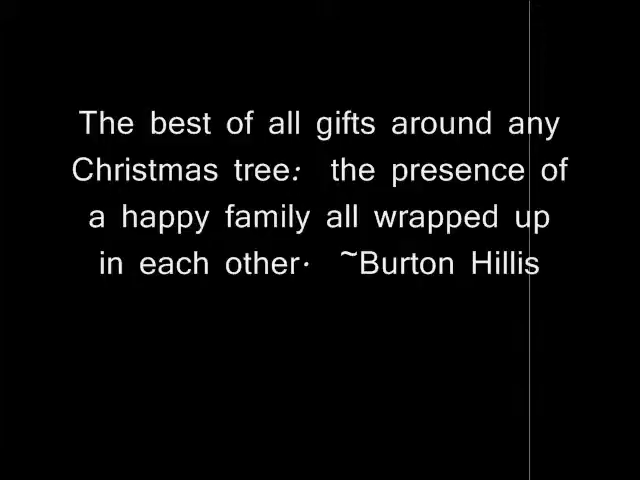 The best of all gifts around any
Christmas tree: the presence of
a happy family all wrapped up
in each other. ~Burton Hillis